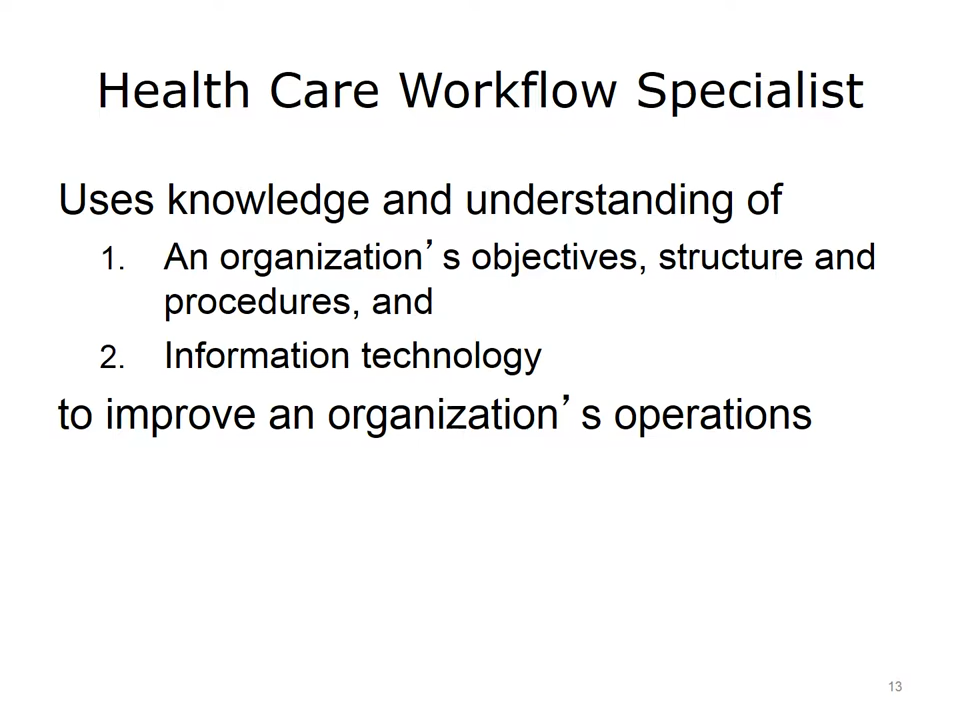 Health Care Workflow Specialist
Uses knowledge and understanding of
1. An organization’s objectives, structure and
procedures, and
2. Information technology
to improve an organization’s operations
13